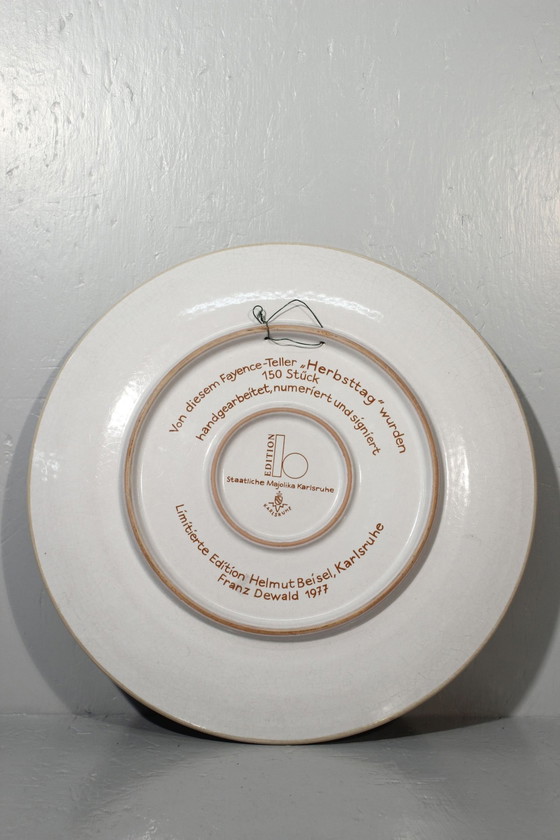 Von diesem Fayence-Teller „Herbsttag“ wurden
150 Stück
handgearbeitet, numeriert und signiert
EDITION
b
Staatliche Majolika Karlsruhe
KARLSRUHE
Limitierte Edition Helmut Beisel, Karlsruhe
Franz Dewald 1977